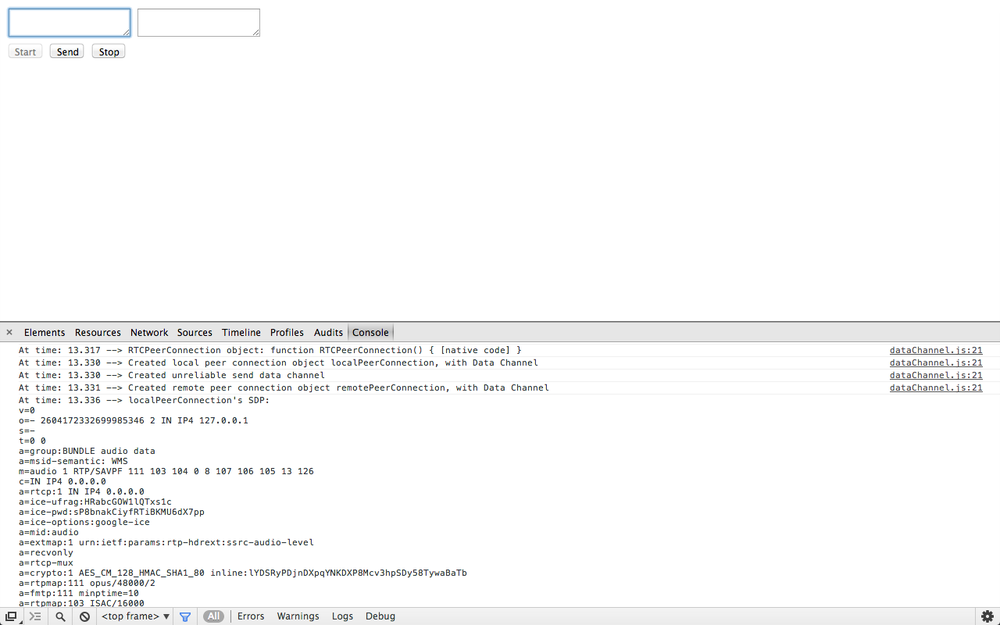 Start Send Stop
× Elements Resources Network Sources Timeline Profiles Audits Console
At time: 13.317 --> RTCPeerConnection object: function RTCPeerConnection() { [native code] } dataChannel.js:21
At time: 13.330 --> Created local peer connection object localPeerConnection, with Data Channel dataChannel.js:21
At time: 13.330 --> Created unreliable send data channel dataChannel.js:21
At time: 13.331 --> Created remote peer connection object remotePeerConnection, with Data Channel dataChannel.js:21
At time: 13.336 --> localPeerConnection's SDP:
v=0
o=- 2604172332699985346 2 IN IP4 127.0.0.1
s=-
t=0 0
a=group:BUNDLE audio data
a=msid-semantic: WMS
m=audio 1 RTP/SAVPF 111 103 104 0 8 107 106 105 13 126
c=IN IP4 0.0.0.0
a=rtcp:1 IN IP4 0.0.0.0
a=ice-ufrag:HRabcGOW1lQTxs1c
a=ice-pwd:sP8bnakCiyfRTiBKMU6dX7pp
a=ice-options:google-ice
a=mid:audio
a=extmap:1 urn:ietf:params:rtp-hdrext:ssrc-audio-level
a=recvonly
a=rtcp-mux
a=crypto:1 AES_CM_128_HMAC_SHA1_80 inline:lYDSRyPDjnDXpqYNKDXP8Mcv3hpSDy58TywaBaTb
a=rtpmap:111 opus/48000/2
a=fmtp:111 minptime=10
a=rtpmap:103 ISAC/16000
<top frame> ▼ All Errors Warnings Logs Debug